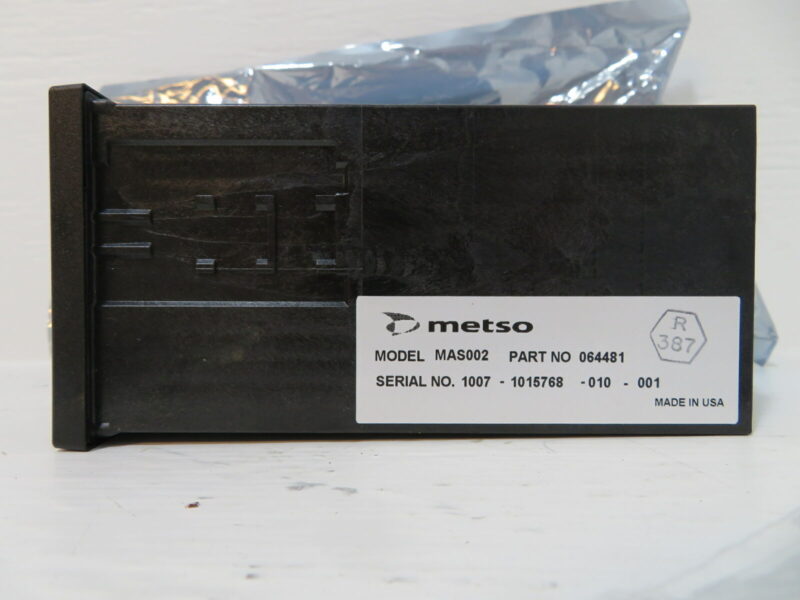 metso
MODEL MAS002 PART NO 064481
R
387
SERIAL NO. 1007 - 1015768 - 010 - 001
MADE IN USA